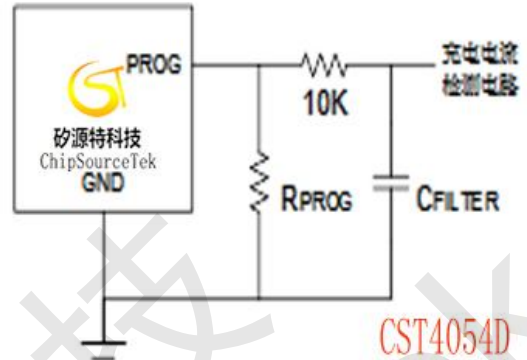 CST
PROG
矽源特科技
ChipSourceTek
GND
10K
RPROG
CFILTER
充电电流
检测电路
CST4054D